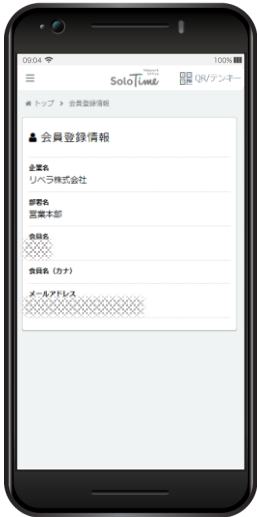 09:04 100%
SoloTime QR/テンキー
トップ > 会員登録情報
会員登録情報
企業名
リベラ株式会社
部署名
営業本部
会員名
会員名（カナ）
メールアドレス